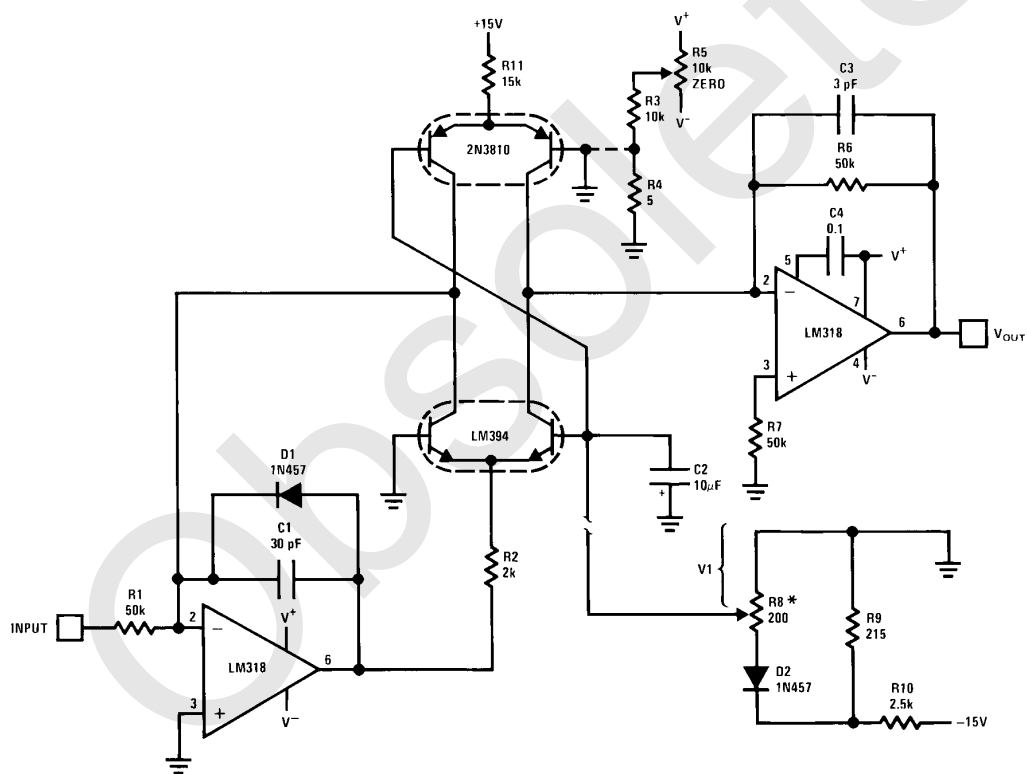 Obsolete
+15V
R11
15k
V+
R5
10k
ZERO
V−
R3
10k
R4
5
2N3810
C3
3 pF
R6
50k
C4
0.1
V+
5
2
−
7
LM318
6
VOUT
3
+
4
V−
R7
50k
LM394
D1
1N457
C1
30 pF
C2
10μF
+
R2
2k
V1
R8*
200
R9
215
D2
1N457
R10
2.5k
−15V
INPUT
R1
50k
2
−
V+
LM318
6
3
+
V−